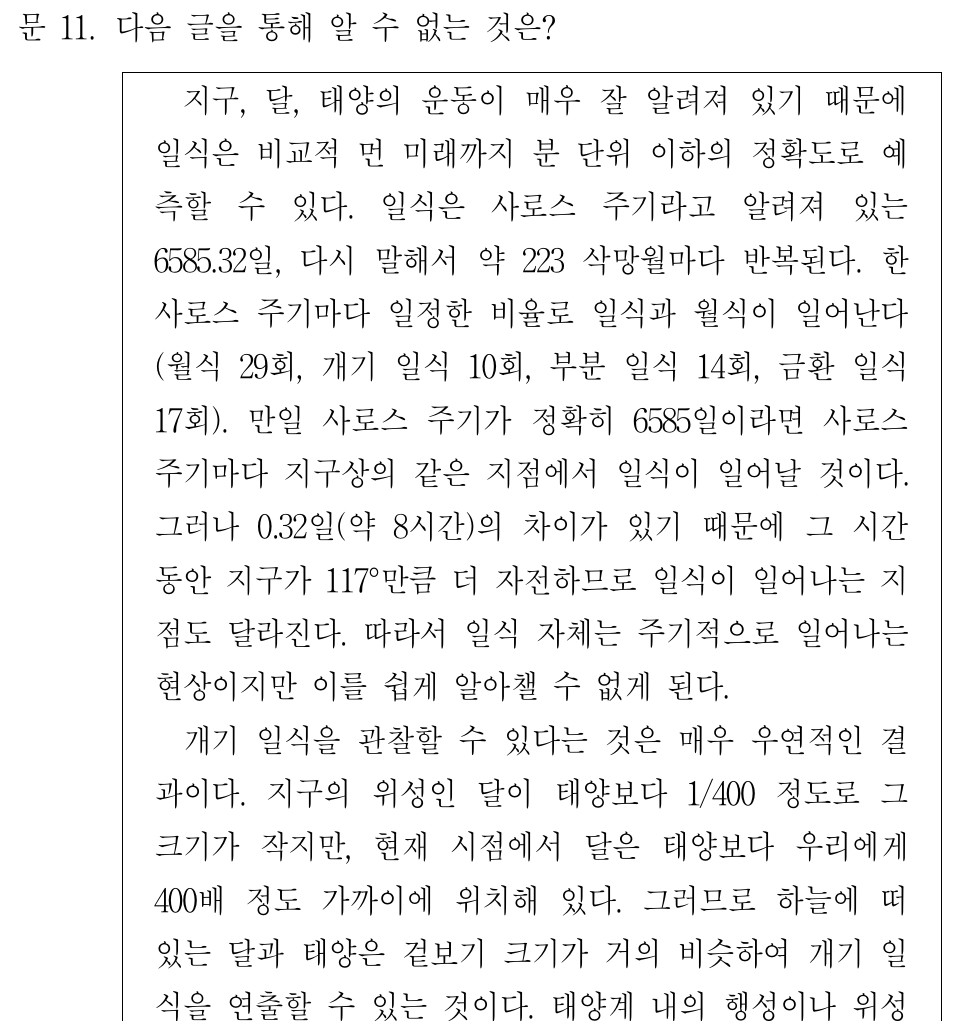 문 11. 다음 글을 통해 알 수 없는 것은?
지구, 달, 태양의 운동이 매우 잘 알려져 있기 때문에
일식은 비교적 먼 미래까지 분 단위 이하의 정확도로 예
측할 수 있다. 일식은 사로스 주기라고 알려져 있는
6585.32일, 다시 말해서 약 223 삭망월마다 반복된다. 한
사로스 주기마다 일정한 비율로 일식과 월식이 일어난다
(월식 29회, 개기 일식 10회, 부분 일식 14회, 금환 일식
17회). 만일 사로스 주기가 정확히 6585일이라면 사로스
주기마다 지구상의 같은 지점에서 일식이 일어날 것이다.
그러나 0.32일(약 8시간)의 차이가 있기 때문에 그 시간
동안 지구가 117°만큼 더 자전하므로 일식이 일어나는 지
점도 달라진다. 따라서 일식 자체는 주기적으로 일어나는
현상이지만 이를 쉽게 알아챌 수 없게 된다.
개기 일식을 관찰할 수 있다는 것은 매우 우연적인 결
과이다. 지구의 위성인 달이 태양보다 1/400 정도로 그
크기가 작지만, 현재 시점에서 달은 태양보다 우리에게
400배 정도 가까이에 위치해 있다. 그러므로 하늘에 떠
있는 달과 태양은 겉보기 크기가 거의 비슷하여 개기 일
식을 연출할 수 있는 것이다. 태양계 내의 행성이나 위성